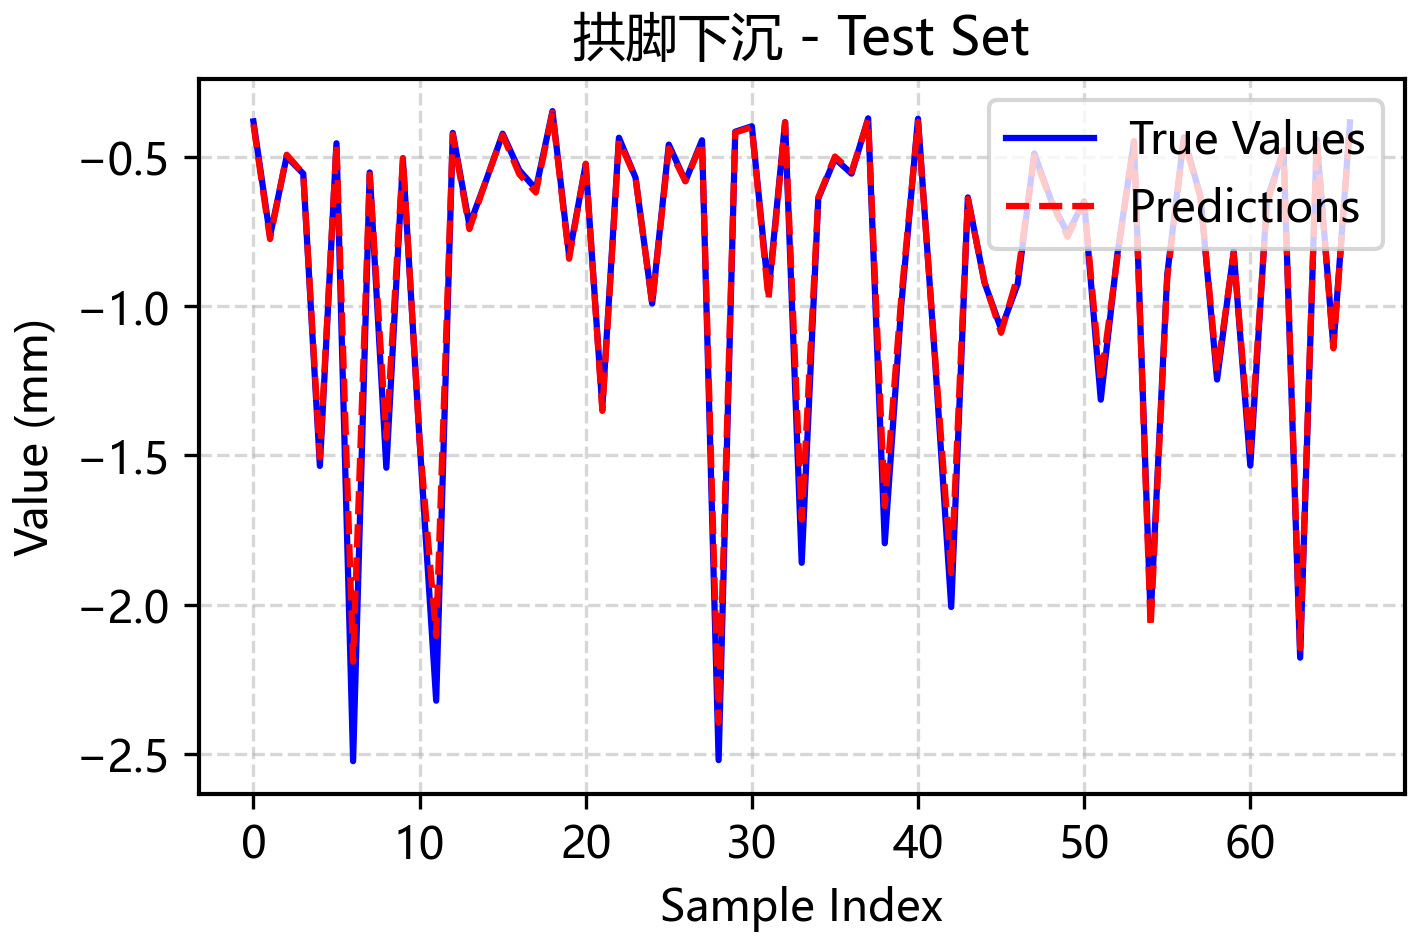 拱脚下沉 - Test Set
True Values
Predictions
Value (mm)
−0.5
−1.0
−1.5
−2.0
−2.5
0 10 20 30 40 50 60
Sample Index